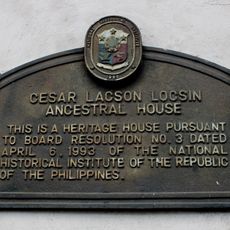 CESAR LACSON LOCSIN
ANCESTRAL HOUSE
THIS IS A HERITAGE HOUSE PURSUANT
TO BOARD RESOLUTION NO. 3 DATED
APRIL 6, 1993 OF THE NATIONAL
HISTORICAL INSTITUTE OF THE REPUBLIC
OF THE PHILIPPINES.